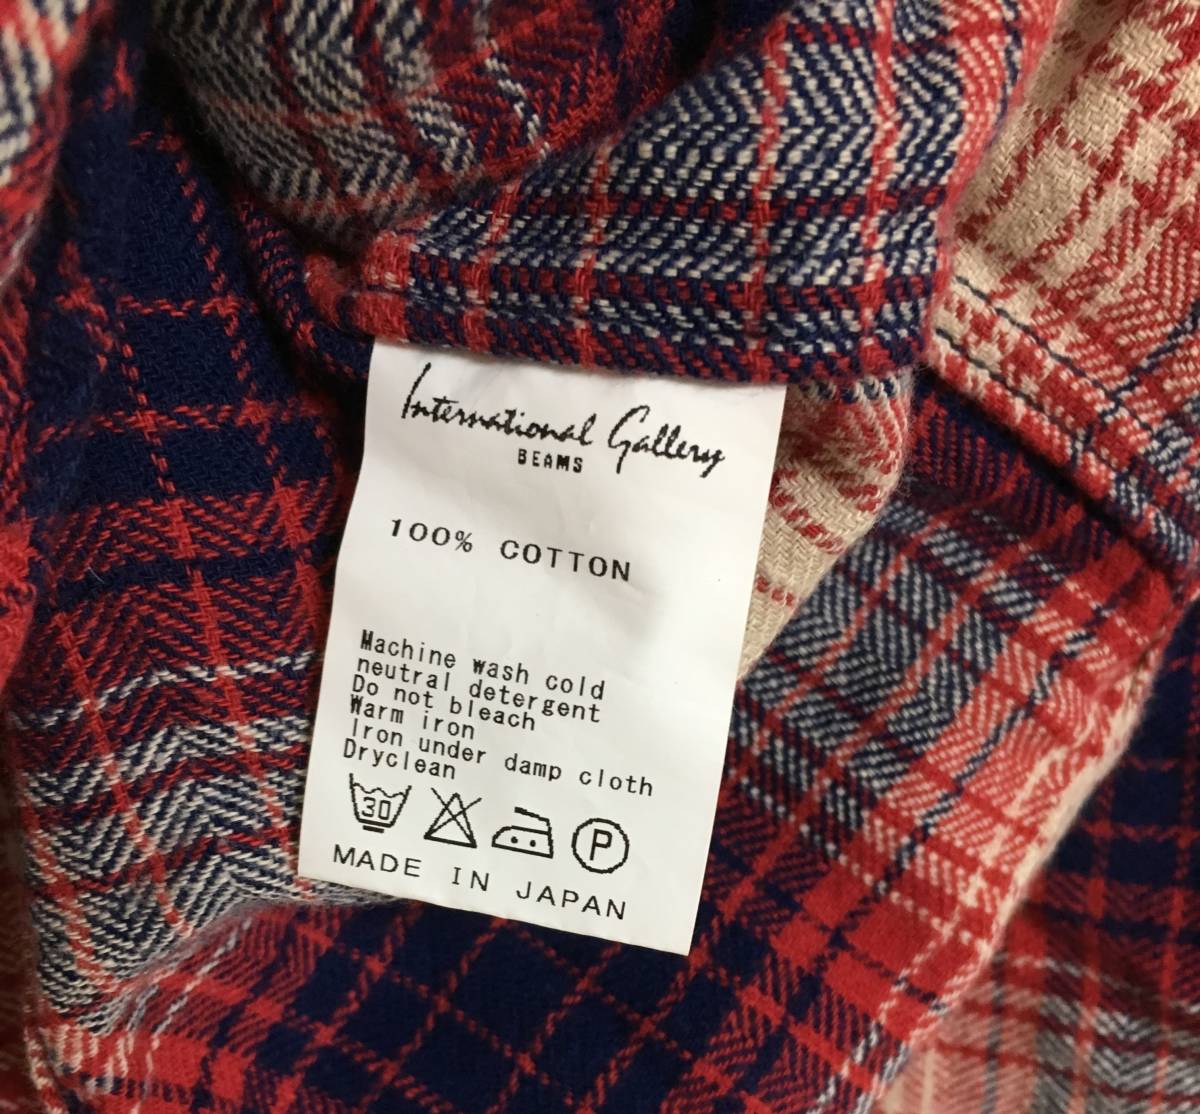 International Gallery
BEAMS
100% COTTON
Machine wash cold
neutral detergent
Do not bleach
Warm iron
Iron under damp cloth
Dryclean
30 P
MADE IN JAPAN